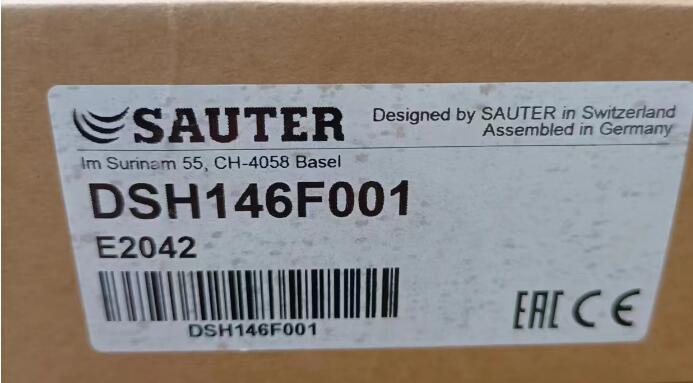 SAUTER
Designed by SAUTER in Switzerland
Assembled in Germany
Im Surinam 55, CH-4058 Basel
DSH146F001
E2042
DSH146F001
EAC CE